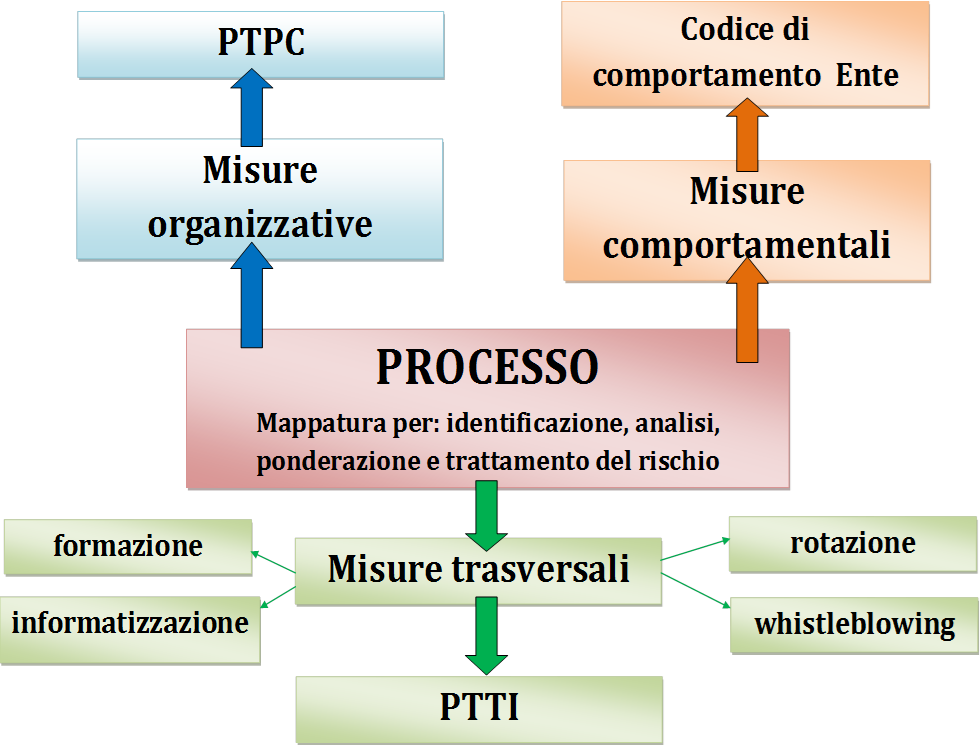 PTPC
Codice di
comportamento Ente
Misure
organizzative
Misure
comportamentali
PROCESSO
Mappatura per: identificazione, analisi,
ponderazione e trattamento del rischio
formazione
Misure trasversali
rotazione
informatizzazione
whistleblowing
PTTI